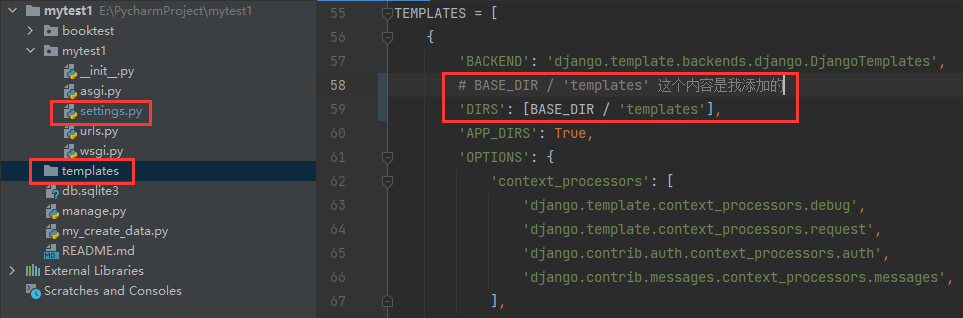 mytest1 E:\PycharmProject\mytest1
booktest
mytest1
__init__.py
asgi.py
settings.py
urls.py
wsgi.py
templates
db.sqlite3
manage.py
my_create_data.py
README.md
External Libraries
Scratches and Consoles
55 TEMPLATES = [
56 {
57 'BACKEND': 'django.template.backends.django.DjangoTemplates',
58 # BASE_DIR / 'templates' 这个内容是我添加的
59 'DIRS': [BASE_DIR / 'templates'],
60 'APP_DIRS': True,
61 'OPTIONS': {
62 'context_processors': [
63 'django.template.context_processors.debug',
64 'django.template.context_processors.request',
65 'django.contrib.auth.context_processors.auth',
66 'django.contrib.messages.context_processors.messages',
67 ],